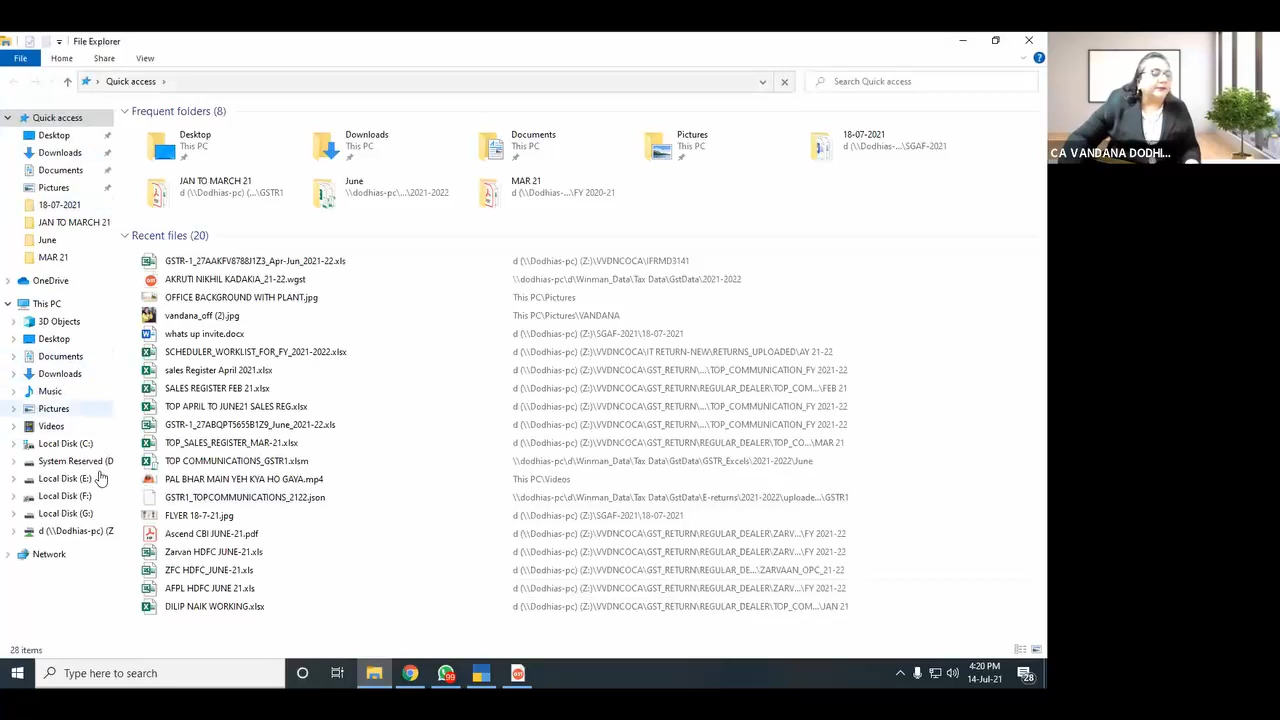 File Explorer
File Home Share View
Quick access
Search Quick access
Quick access
Desktop
Downloads
Documents
Pictures
18-07-2021
JAN TO MARCH 21
June
MAR 21
OneDrive
This PC
3D Objects
Desktop
Documents
Downloads
Music
Pictures
Videos
Local Disk (C:)
System Reserved (D
Local Disk (E:)
Local Disk (F:)
Local Disk (G:)
d (\\Dodhias-pc) (Z
Network
Frequent folders (8)
Desktop
This PC
Downloads
This PC
Documents
This PC
Pictures
This PC
18-07-2021
d (\\Dodhias-...\SGAF-2021
JAN TO MARCH 21
d (\\Dodhias-pc) (...\GSTR1
June
\\dodhias-pc\...\2021-2022
MAR 21
d (\\Dodhias-...\FY 2020-21
Recent files (20)
GSTR-1_27AAKFV8788J1Z3_Apr-Jun_2021-22.xls d (\\Dodhias-pc) (Z:)\VVDNCOCA\IFRMD3141
AKRUTI NIKHIL KADAKIA_21-22.wgst \\dodhias-pc\d\Winman_Data\Tax Data\GstData\2021-2022
OFFICE BACKGROUND WITH PLANT.jpg This PC\Pictures
vandana_off (2).jpg This PC\Pictures\VANDANA
whats up invite.docx d (\\Dodhias-pc) (Z:)\SGAF-2021\18-07-2021
SCHEDULER_WORKLIST_FOR_FY_2021-2022.xlsx d (\\Dodhias-pc) (Z:)\VVDNCOCA\IT RETURN-NEW\RETURNS_UPLOADED\AY 21-22
sales Register April 2021.xlsx d (\\Dodhias-pc) (Z:)\VVDNCOCA\GST_RETURN\...\TOP_COMMUNICATION_FY 2021-22
SALES REGISTER FEB 21.xlsx d (\\Dodhias-pc) (Z:)\VVDNCOCA\GST_RETURN\REGULAR_DEALER\TOP_COM...\FEB 21
TOP APRIL TO JUNE21 SALES REG.xlsx d (\\Dodhias-pc) (Z:)\VVDNCOCA\GST_RETURN\...\TOP_COMMUNICATION_FY 2021-22
GSTR-1_27ABQPT5655B1Z9_June_2021-22.xls d (\\Dodhias-pc) (Z:)\VVDNCOCA\GST_RETURN\...\TOP_COMMUNICATION_FY 2021-22
TOP_SALES_REGISTER_MAR-21.xlsx d (\\Dodhias-pc) (Z:)\VVDNCOCA\GST_RETURN\REGULAR_DEALER\TOP_CO...\MAR 21
TOP COMMUNICATIONS_GSTR1.xlsm \\dodhias-pc\d\Winman_Data\Tax Data\GstData\GSTR_Excels\2021-2022\June
PAL BHAR MAIN YEH KYA HO GAYA.mp4 This PC\Videos
GSTR1_TOPCOMMUNICATIONS_2122.json \\dodhias-pc\d\Winman_Data\Tax Data\GstData\E-returns\2021-2022\uploade...\GSTR1
FLYER 18-7-21.jpg d (\\Dodhias-pc) (Z:)\SGAF-2021\18-07-2021
Ascend CBI JUNE-21.pdf d (\\Dodhias-pc) (Z:)\VVDNCOCA\GST_RETURN\REGULAR_DEALER\ZARV...\FY 2021-22
Zarvan HDFC JUNE-21.xls d (\\Dodhias-pc) (Z:)\VVDNCOCA\GST_RETURN\REGULAR_DEALER\ZARV...\FY 2021-22
ZFC HDFC_JUNE-21.xls d (\\Dodhias-pc) (Z:)\VVDNCOCA\GST_RETURN\REGULAR_DE...\ZARVAAN_OPC_21-22
AFPL HDFC JUNE 21.xls d (\\Dodhias-pc) (Z:)\VVDNCOCA\GST_RETURN\REGULAR_DEALER\ZARV...\FY 2021-22
DILIP NAIK WORKING.xlsx d (\\Dodhias-pc) (Z:)\VVDNCOCA\GST_RETURN\REGULAR_DEALER\TOP_COM...\JAN 21
28 items
Type here to search
99
4:20 PM
14-Jul-21
28
CA VANDANA DODHI...